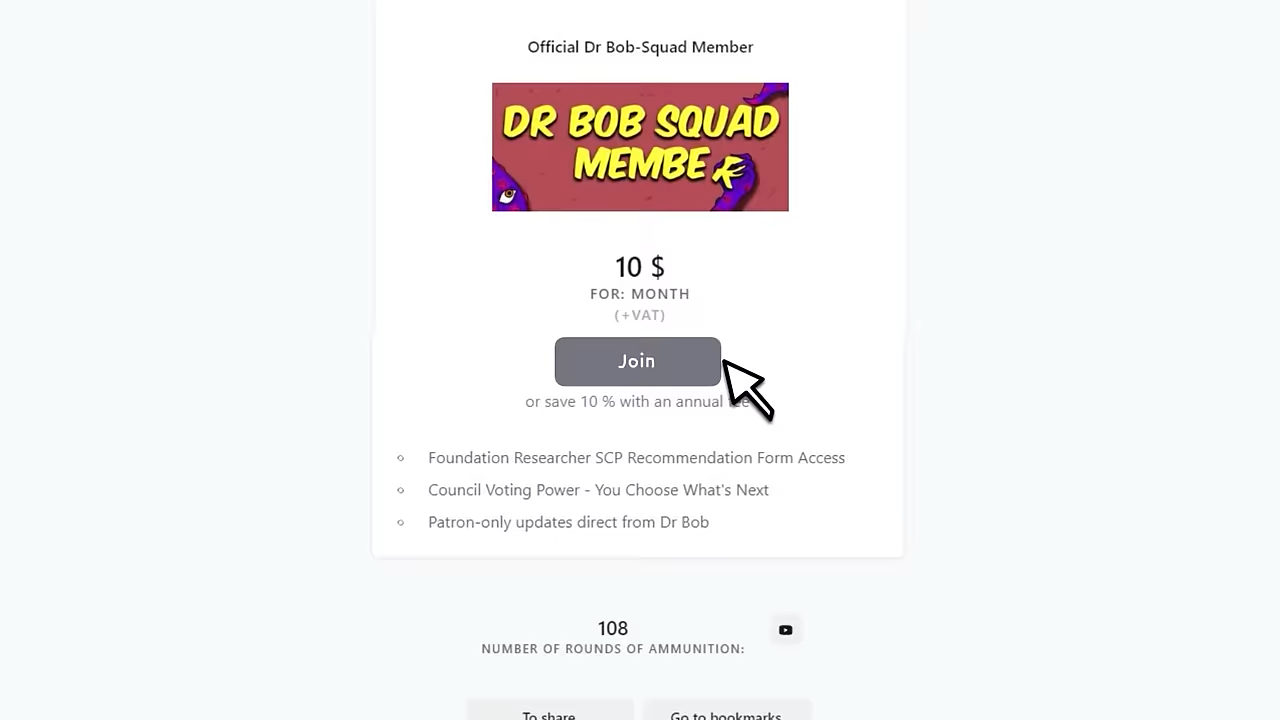 Official Dr Bob-Squad Member
DR BOB SQUAD
MEMBER
10 $
FOR: MONTH
(+VAT)
Join
or save 10 % with an annual fee
Foundation Researcher SCP Recommendation Form Access
Council Voting Power - You Choose What's Next
Patron-only updates direct from Dr Bob
108
NUMBER OF ROUNDS OF AMMUNITION:
To share
Go to bookmarks